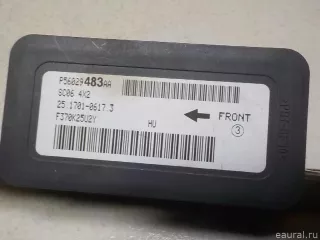 P56029483AA
SC06 4X2
25.1701-0617.3
FRONT
3
F370K25U2Y
HU
© eaural.ru